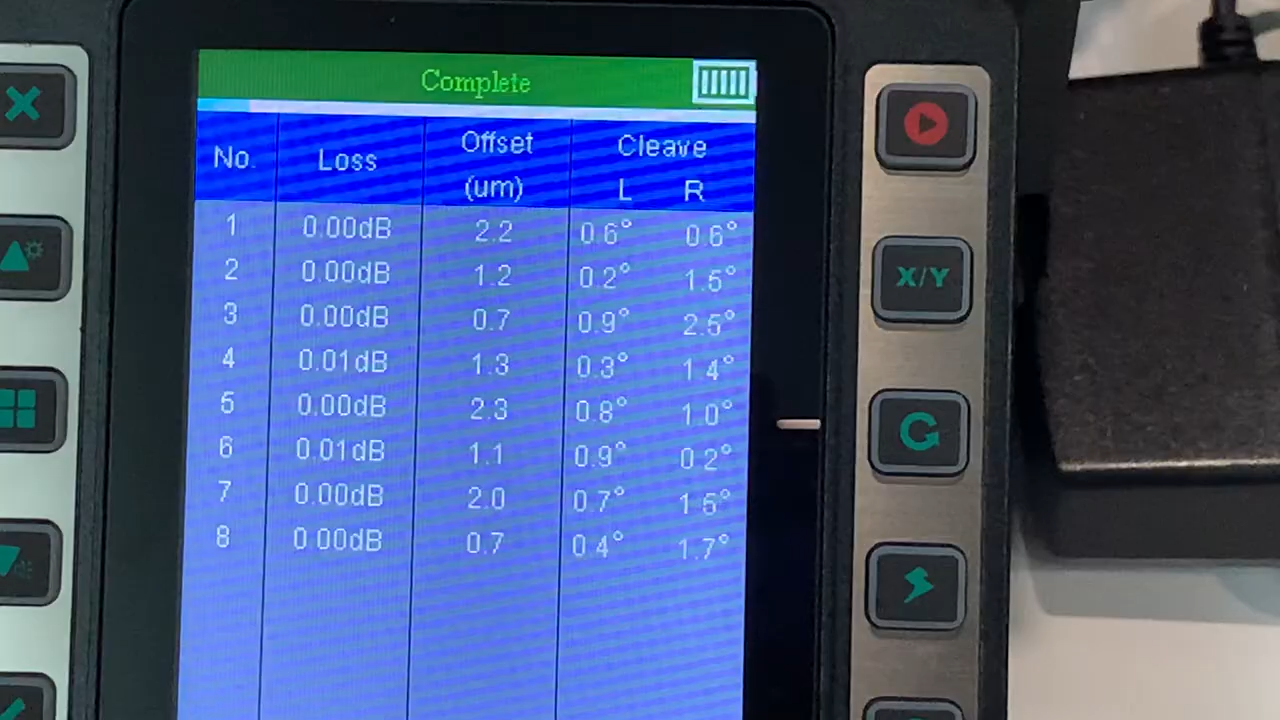 Complete
No. Loss Offset (um) Cleave L R
1 0.00dB 2.2 0.6° 0.6°
2 0.00dB 1.2 0.2° 1.5°
3 0.00dB 0.7 0.9° 2.5°
4 0.01dB 1.3 0.3° 1.4°
5 0.00dB 2.3 0.8° 1.0°
6 0.01dB 1.1 0.9° 0.2°
7 0.00dB 2.0 0.7° 1.6°
8 0.00dB 0.7 0.4° 1.7°
X/Y